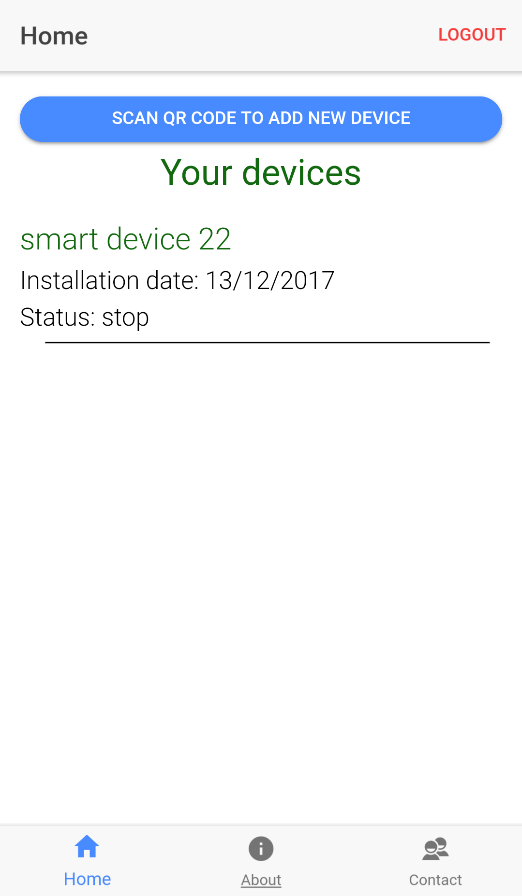 Home
LOGOUT
SCAN QR CODE TO ADD NEW DEVICE
Your devices
smart device 22
Installation date: 13/12/2017
Status: stop
Home
About
Contact